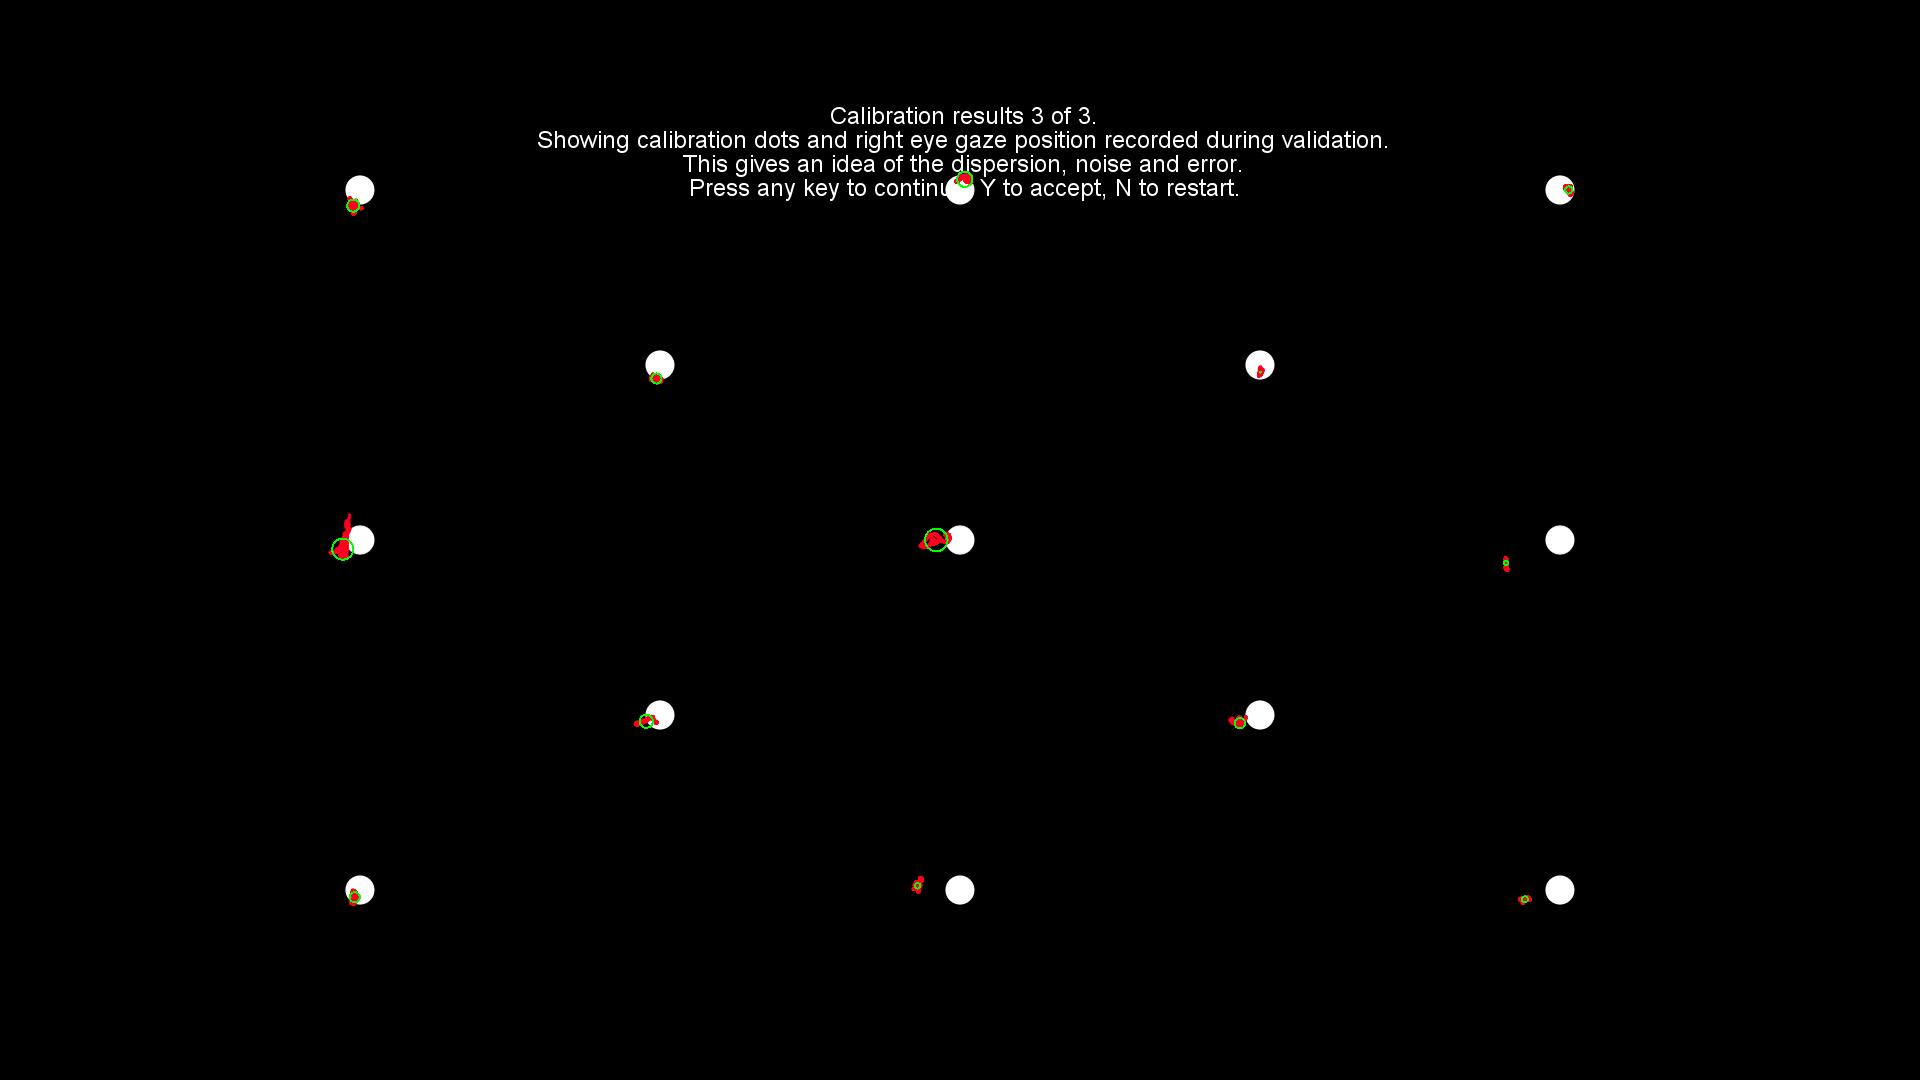 Calibration results 3 of 3.
Showing calibration dots and right eye gaze position recorded during validation.
This gives an idea of the dispersion, noise and error.
Press any key to continu Y to accept, N to restart.